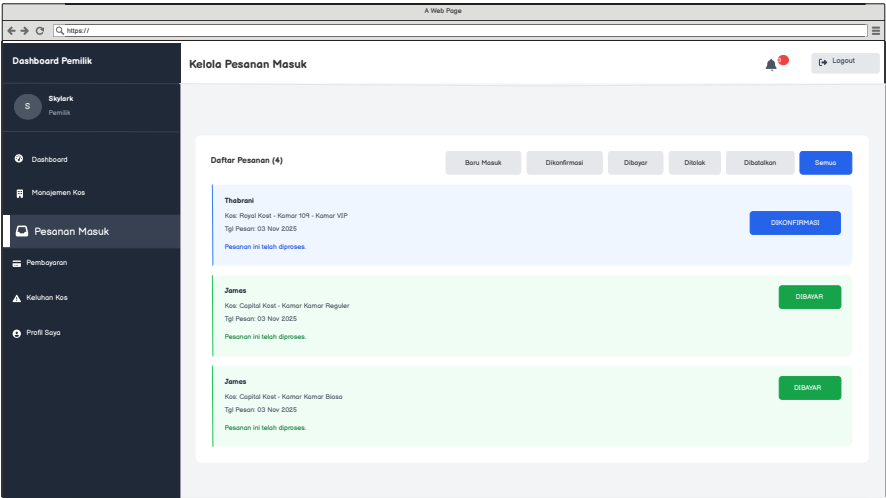 A Web Page
https://
Dashboard Pemilik
Kelola Pesanan Masuk
Logout
S
Skylark
Pemilik
Dashboard
Manajemen Kos
Pesanan Masuk
Pembayaran
Keluhan Kos
Profil Saya
Daftar Pesanan (4)
Baru Masuk
Dikonfirmasi
Dibayar
Ditolak
Dibatalkan
Semua
Thabrani
Kos: Royal Kost - Kamar 109 - Kamar VIP
Tgl Pesan: 03 Nov 2025
Pesanan ini telah diproses.
DIKONFIRMASI
James
Kos: Capital Kost - Kamar Kamar Reguler
Tgl Pesan: 03 Nov 2025
Pesanan ini telah diproses.
DIBAYAR
James
Kos: Capital Kost - Kamar Kamar Biasa
Tgl Pesan: 03 Nov 2025
Pesanan ini telah diproses.
DIBAYAR